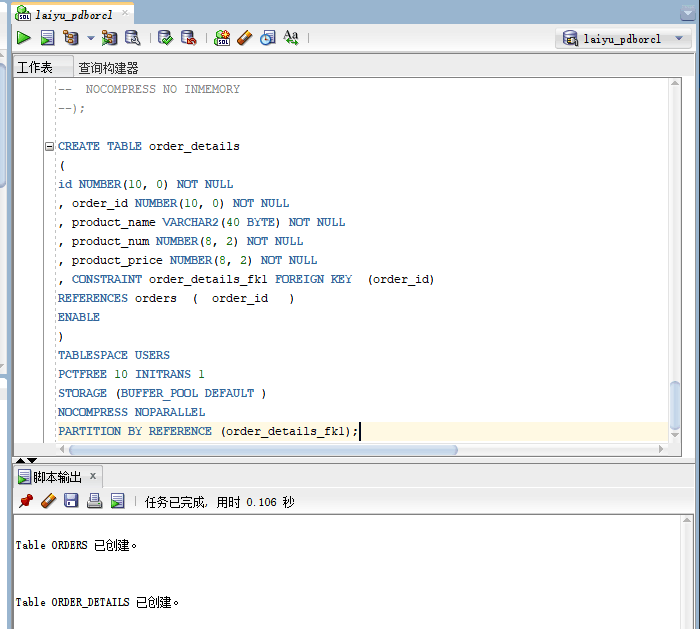 laiyu_pdborcl
laiyu_pdborcl
工作表 查询构建器
--  NOCOMPRESS NO INMEMORY
--);
CREATE TABLE order_details
(
id NUMBER(10, 0) NOT NULL
, order_id NUMBER(10, 0) NOT NULL
, product_name VARCHAR2(40 BYTE) NOT NULL
, product_num NUMBER(8, 2) NOT NULL
, product_price NUMBER(8, 2) NOT NULL
, CONSTRAINT order_details_fk1 FOREIGN KEY  (order_id)
REFERENCES orders  (  order_id   )
ENABLE
)
TABLESPACE USERS
PCTFREE 10 INITRANS 1
STORAGE (BUFFER_POOL DEFAULT )
NOCOMPRESS NOPARALLEL
PARTITION BY REFERENCE (order_details_fk1);
脚本输出 x
任务已完成, 用时 0.106 秒
Table ORDERS 已创建。
Table ORDER_DETAILS 已创建。